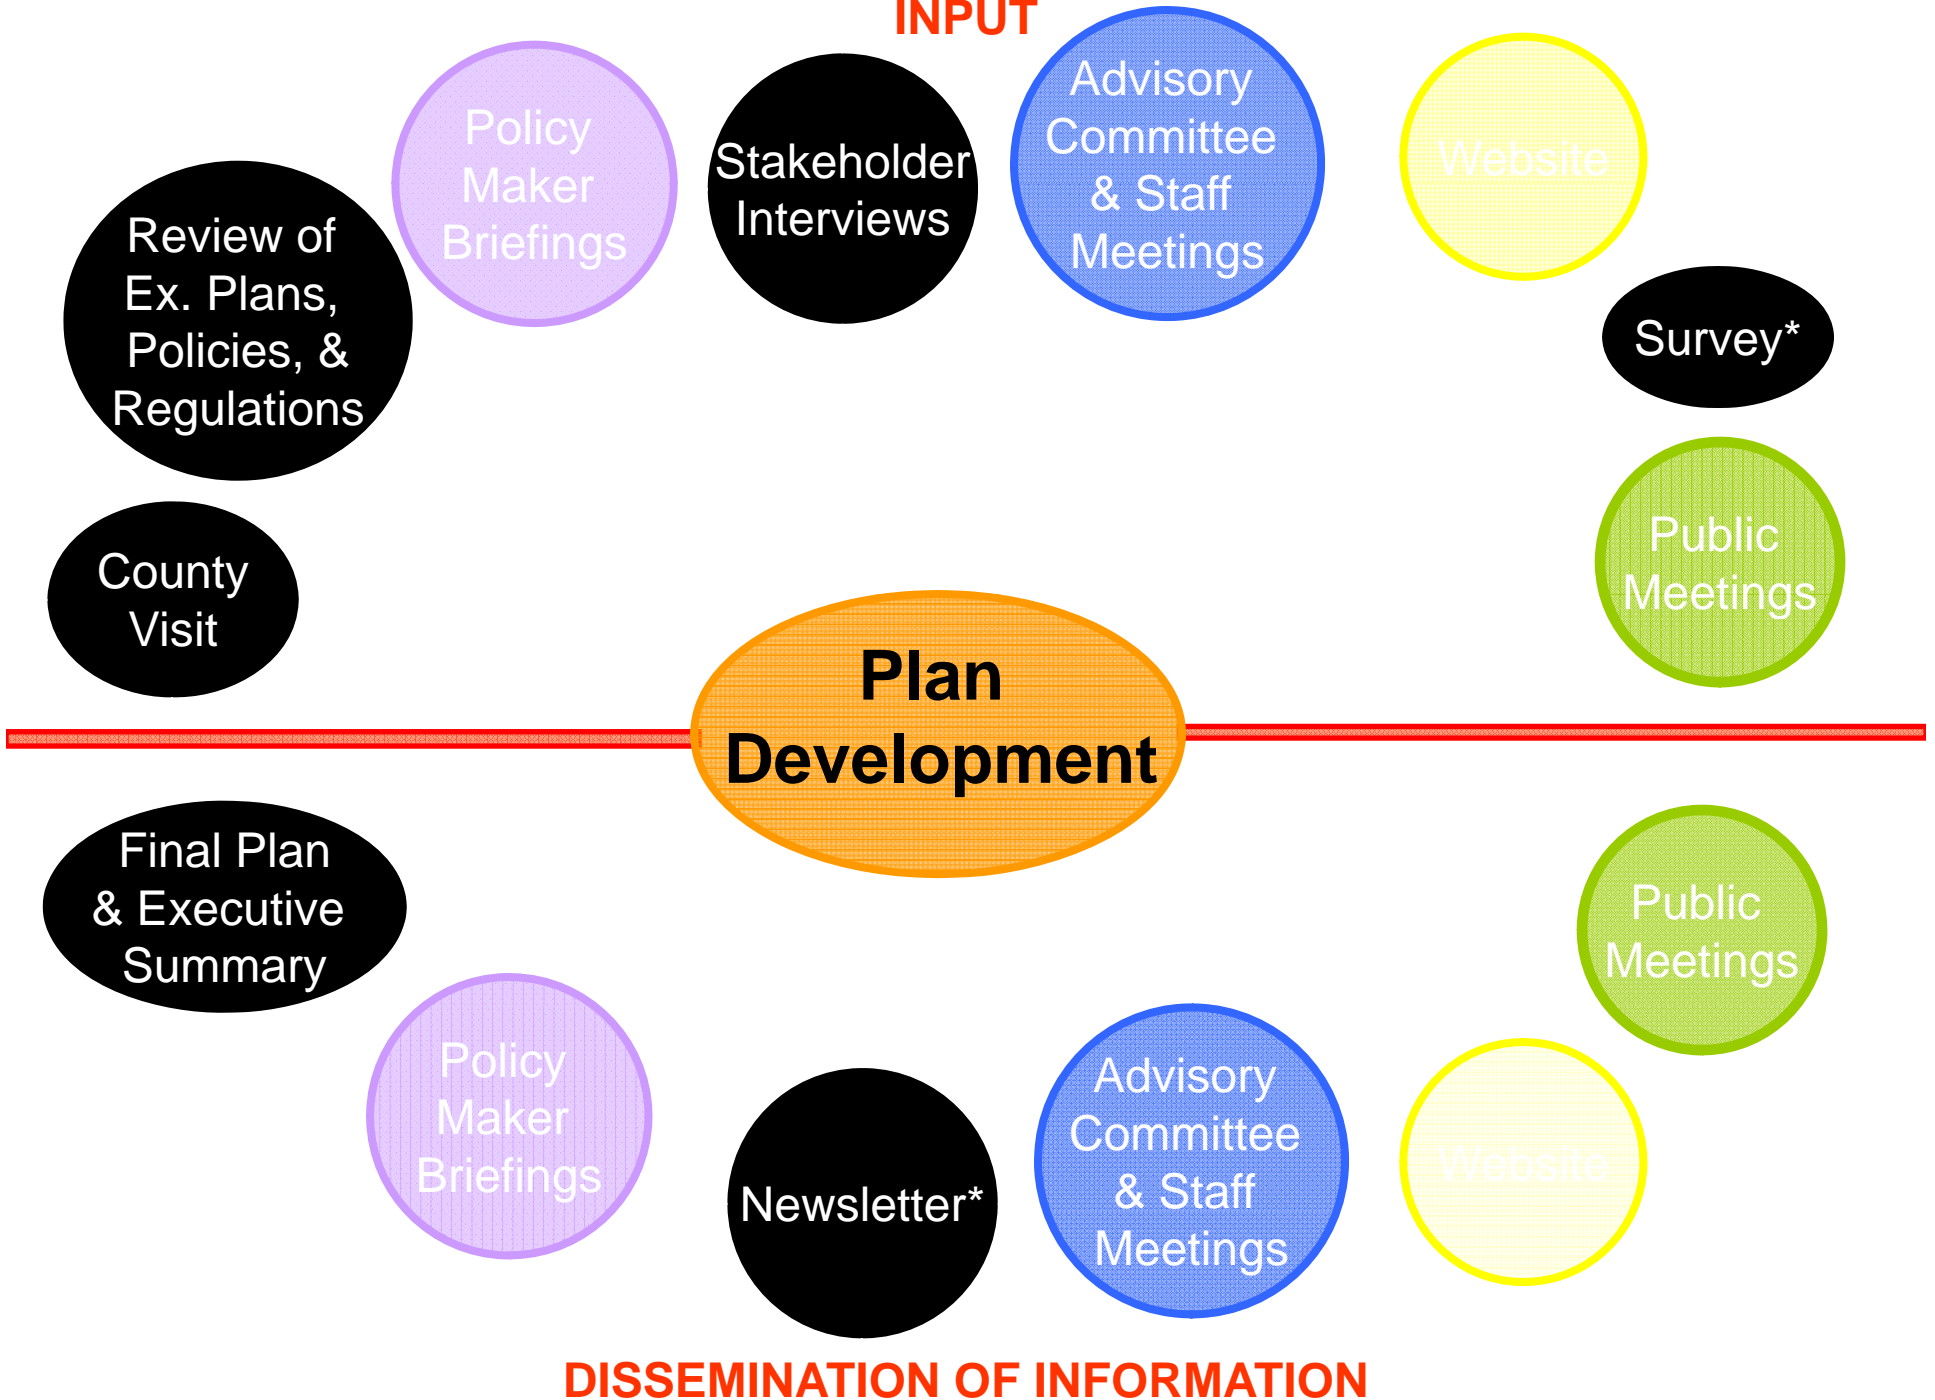 INPUT
Policy
Maker
Briefings
Stakeholder
Interviews
Advisory
Committee
& Staff
Meetings
Website
Review of
Ex. Plans,
Policies, &
Regulations
Survey*
Public
Meetings
County
Visit
Plan
Development
Final Plan
& Executive
Summary
Public
Meetings
Policy
Maker
Briefings
Newsletter*
Advisory
Committee
& Staff
Meetings
Website
DISSEMINATION OF INFORMATION